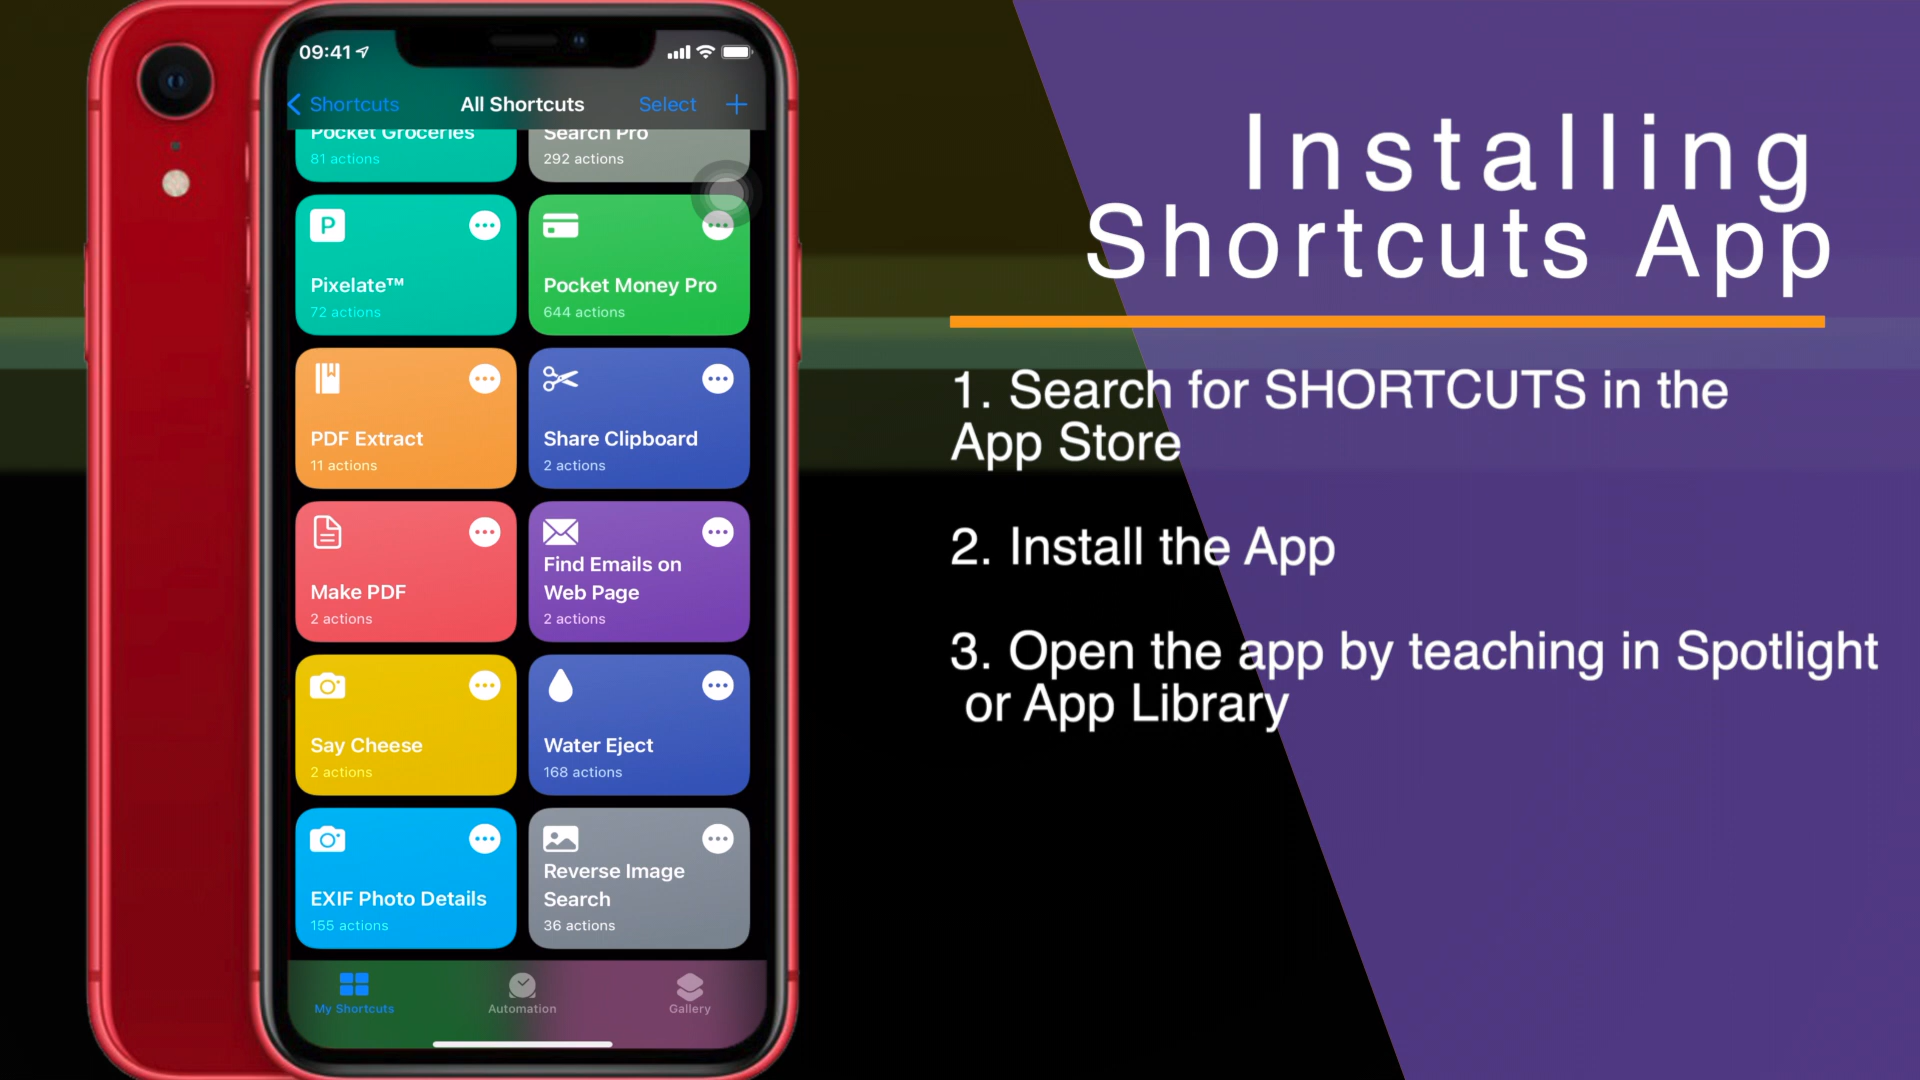 09:41
Shortcuts
All Shortcuts
Select
Pocket Groceries
81 actions
Search Pro
292 actions
P
Pixelate™
72 actions
Pocket Money Pro
644 actions
PDF Extract
11 actions
Share Clipboard
2 actions
Make PDF
2 actions
Find Emails on
Web Page
2 actions
Say Cheese
2 actions
Water Eject
168 actions
EXIF Photo Details
155 actions
Reverse Image
Search
36 actions
My Shortcuts
Automation
Gallery
Installing
Shortcuts App
1. Search for SHORTCUTS in the
App Store
2. Install the App
3. Open the app by teaching in Spotlight
or App Library